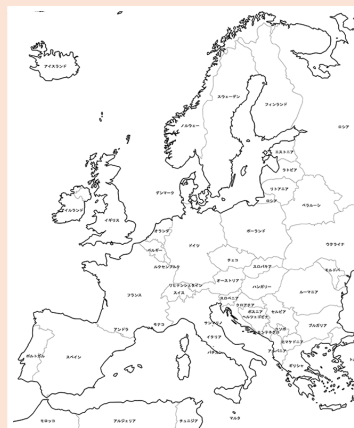 アイスランド
スウェーデン
フィンランド
ノルウェー
ロシア
エストニア
ラトビア
デンマーク
リトアニア
ロシア
ベラルーシ
アイルランド
イギリス
オランダ
ドイツ
ポーランド
ベルギー
ウクライナ
チェコ
ルクセンブルク
スロバキア
モルドバ
オーストリア
ハンガリー
リヒテンシュタイン
スイス
フランス
ルーマニア
スロベニア
クロアチア
ボスニア
セルビア
モナコ
アンドラ
イタリア
ブルガリア
北マケドニア
アルバニア
ポルトガル
スペイン
ギリシャ
モロッコ
アルジェリア
チュニジア
マルタ